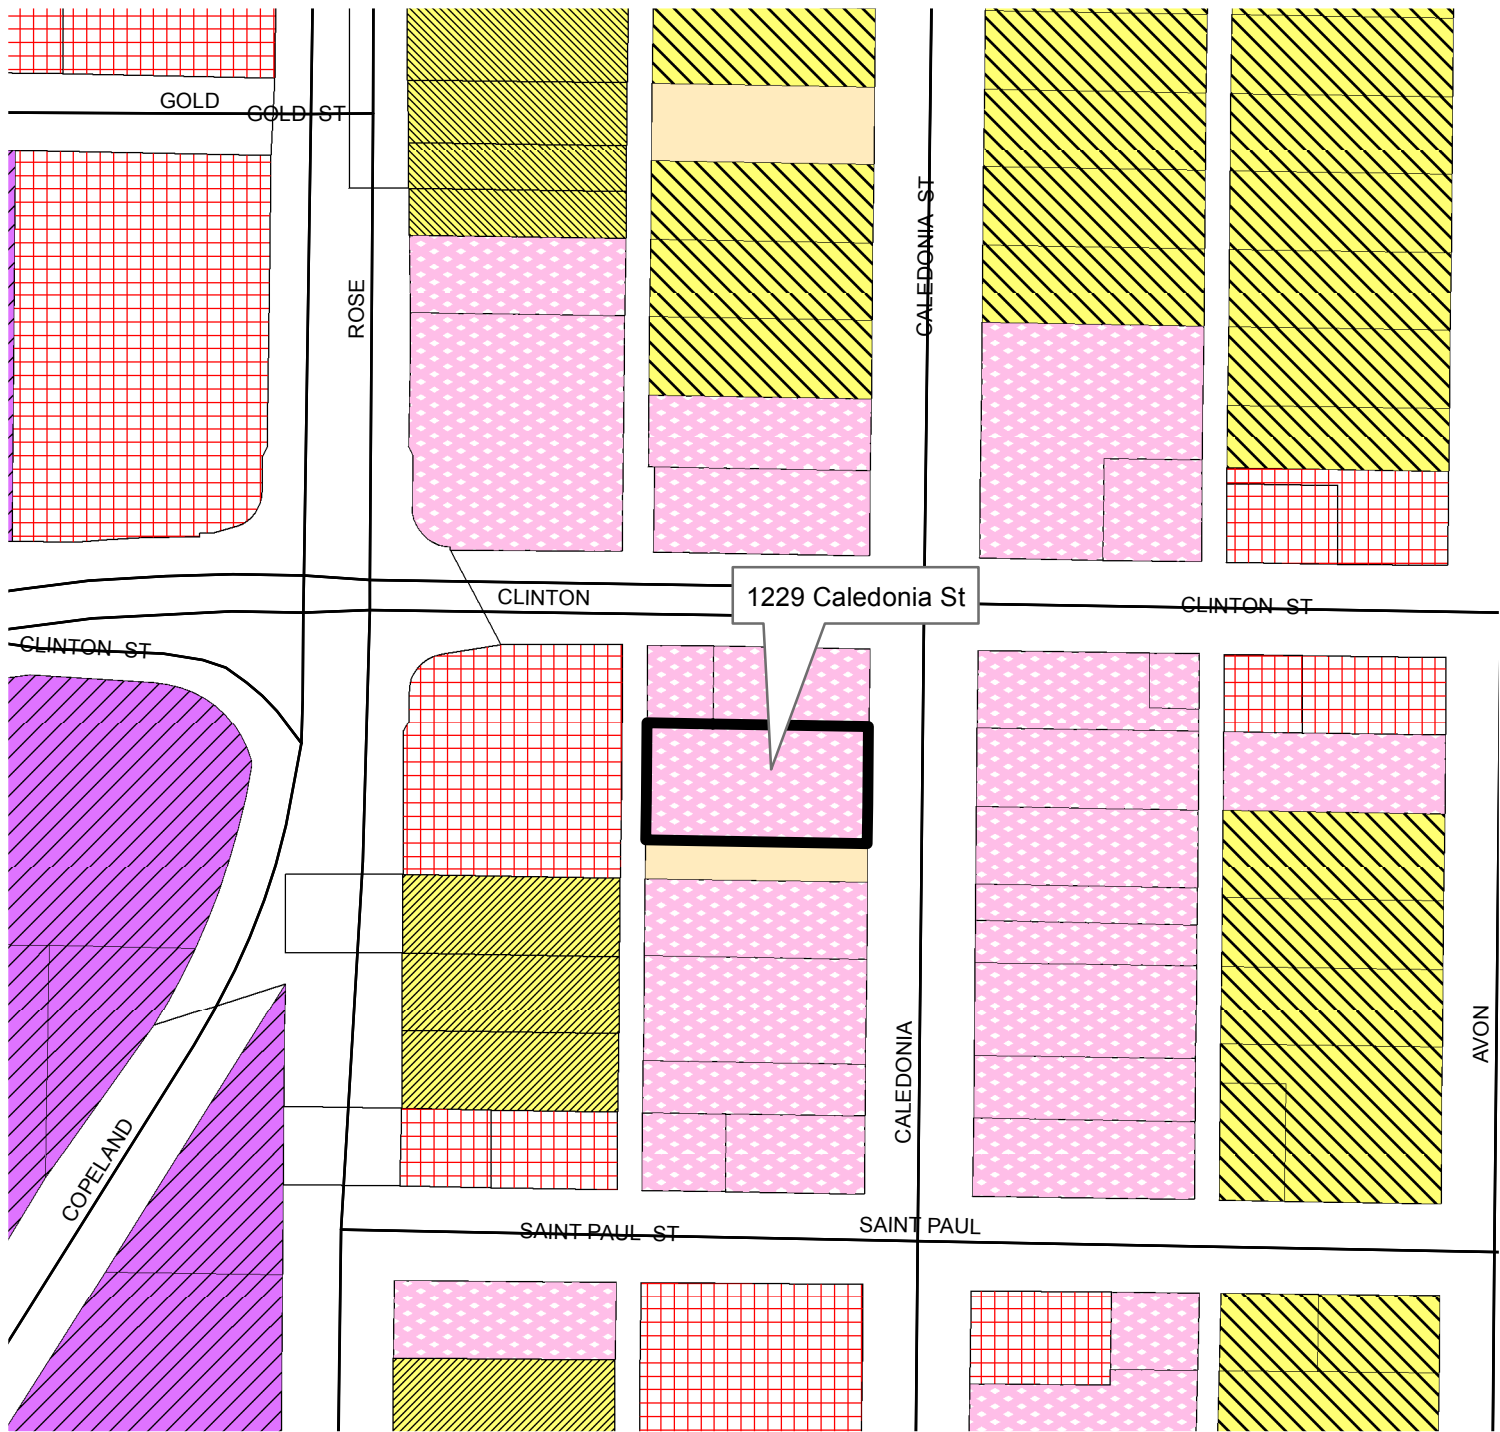 GOLD
GOLD ST
CALEDONIA ST
ROSE
CLINTON
1229 Caledonia St
CLINTON ST
CLINTON ST
AVON
CALEDONIA
COPELAND
SAINT PAUL ST
SAINT PAUL